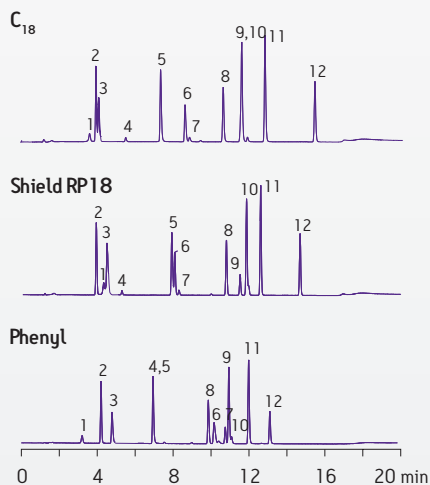 C18
1 2 3 4 5 6 7 8 9,10 11 12
Shield RP18
2 1 3 4 5 6 7 8 9 10 11 12
Phenyl
1 2 3 4,5 8 6 7 9 10 11 12
0 4 8 12 16 20 min